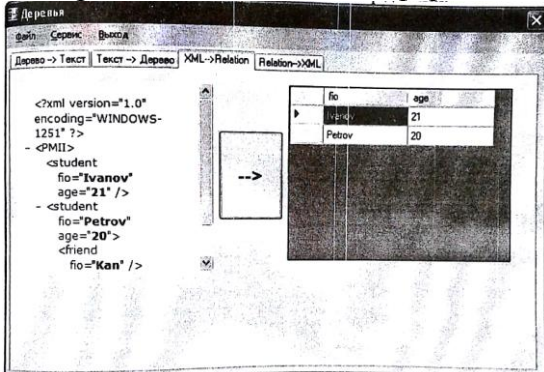 Деревья
Файл Сервис Выход
Дерево -> Текст Текст -> Дерево XML-->Relation Relation-->XML
<?xml version="1.0"
encoding="WINDOWS-
1251" ?>
- <PMII>
<student
fio="Ivanov"
age="21" />
- <student
fio="Petrov"
age="20">
<friend
fio="Kan" />
-->
fio age
Ivanov 21
Petrov 20